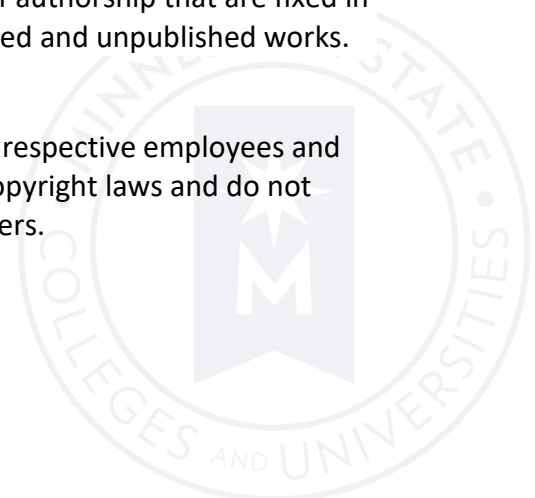 authorship that are fixed in
ed and unpublished works.
respective employees and
opyright laws and do not
ers.
MINNESOTA STATE
COLLEGES AND UNIVERSITIES
M